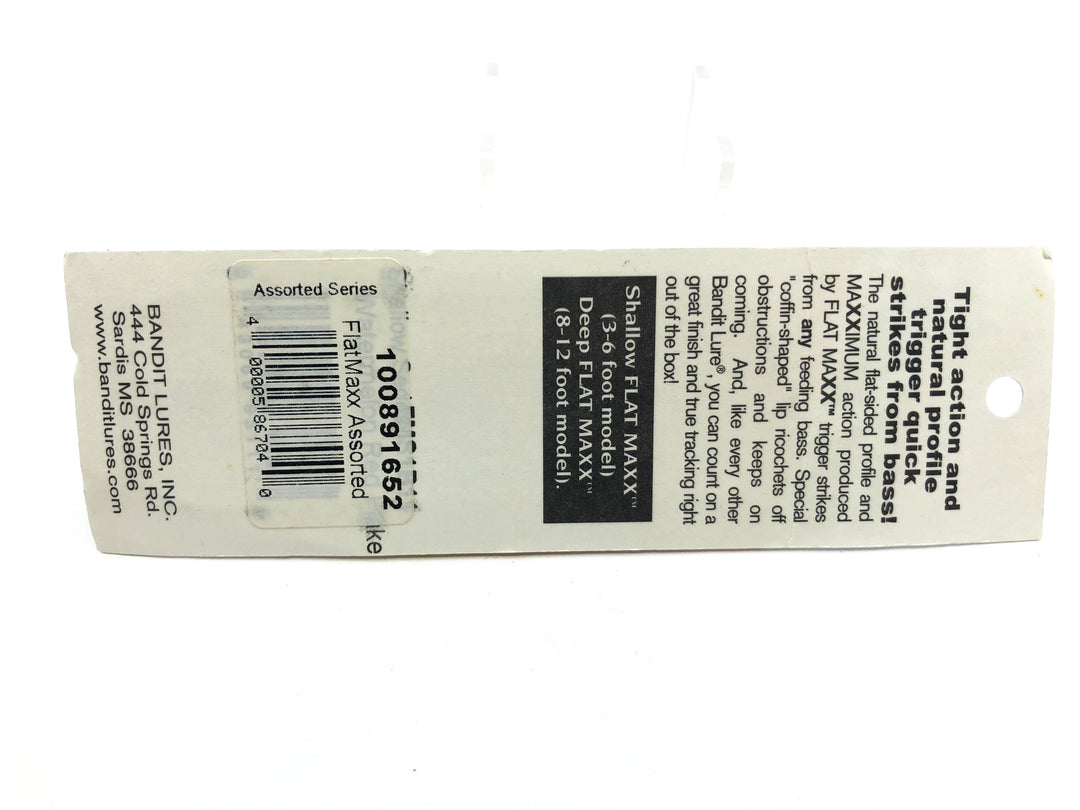 Tight action and
natural profile
trigger quick
strikes from bass!
The natural flat-sided profile and
MAXXIMUM action produced
by FLAT MAXX™ trigger strikes
from any feeding bass. Special
"coffin-shaped" lip ricochets off
obstructions and keeps on
coming. And, like every other
Bandit Lure®, you can count on a
great finish and true tracking right
out of the box!
Shallow FLAT MAXX™
(3-6 foot model)
Deep FLAT MAXX™
(8-12 foot model).
Assorted Series
100891652
FlatMaxx Assorted
4 00005 86704 0
BANDIT LURES, INC.
444 Cold Springs Rd.
Sardis MS 38666
www.banditlures.com